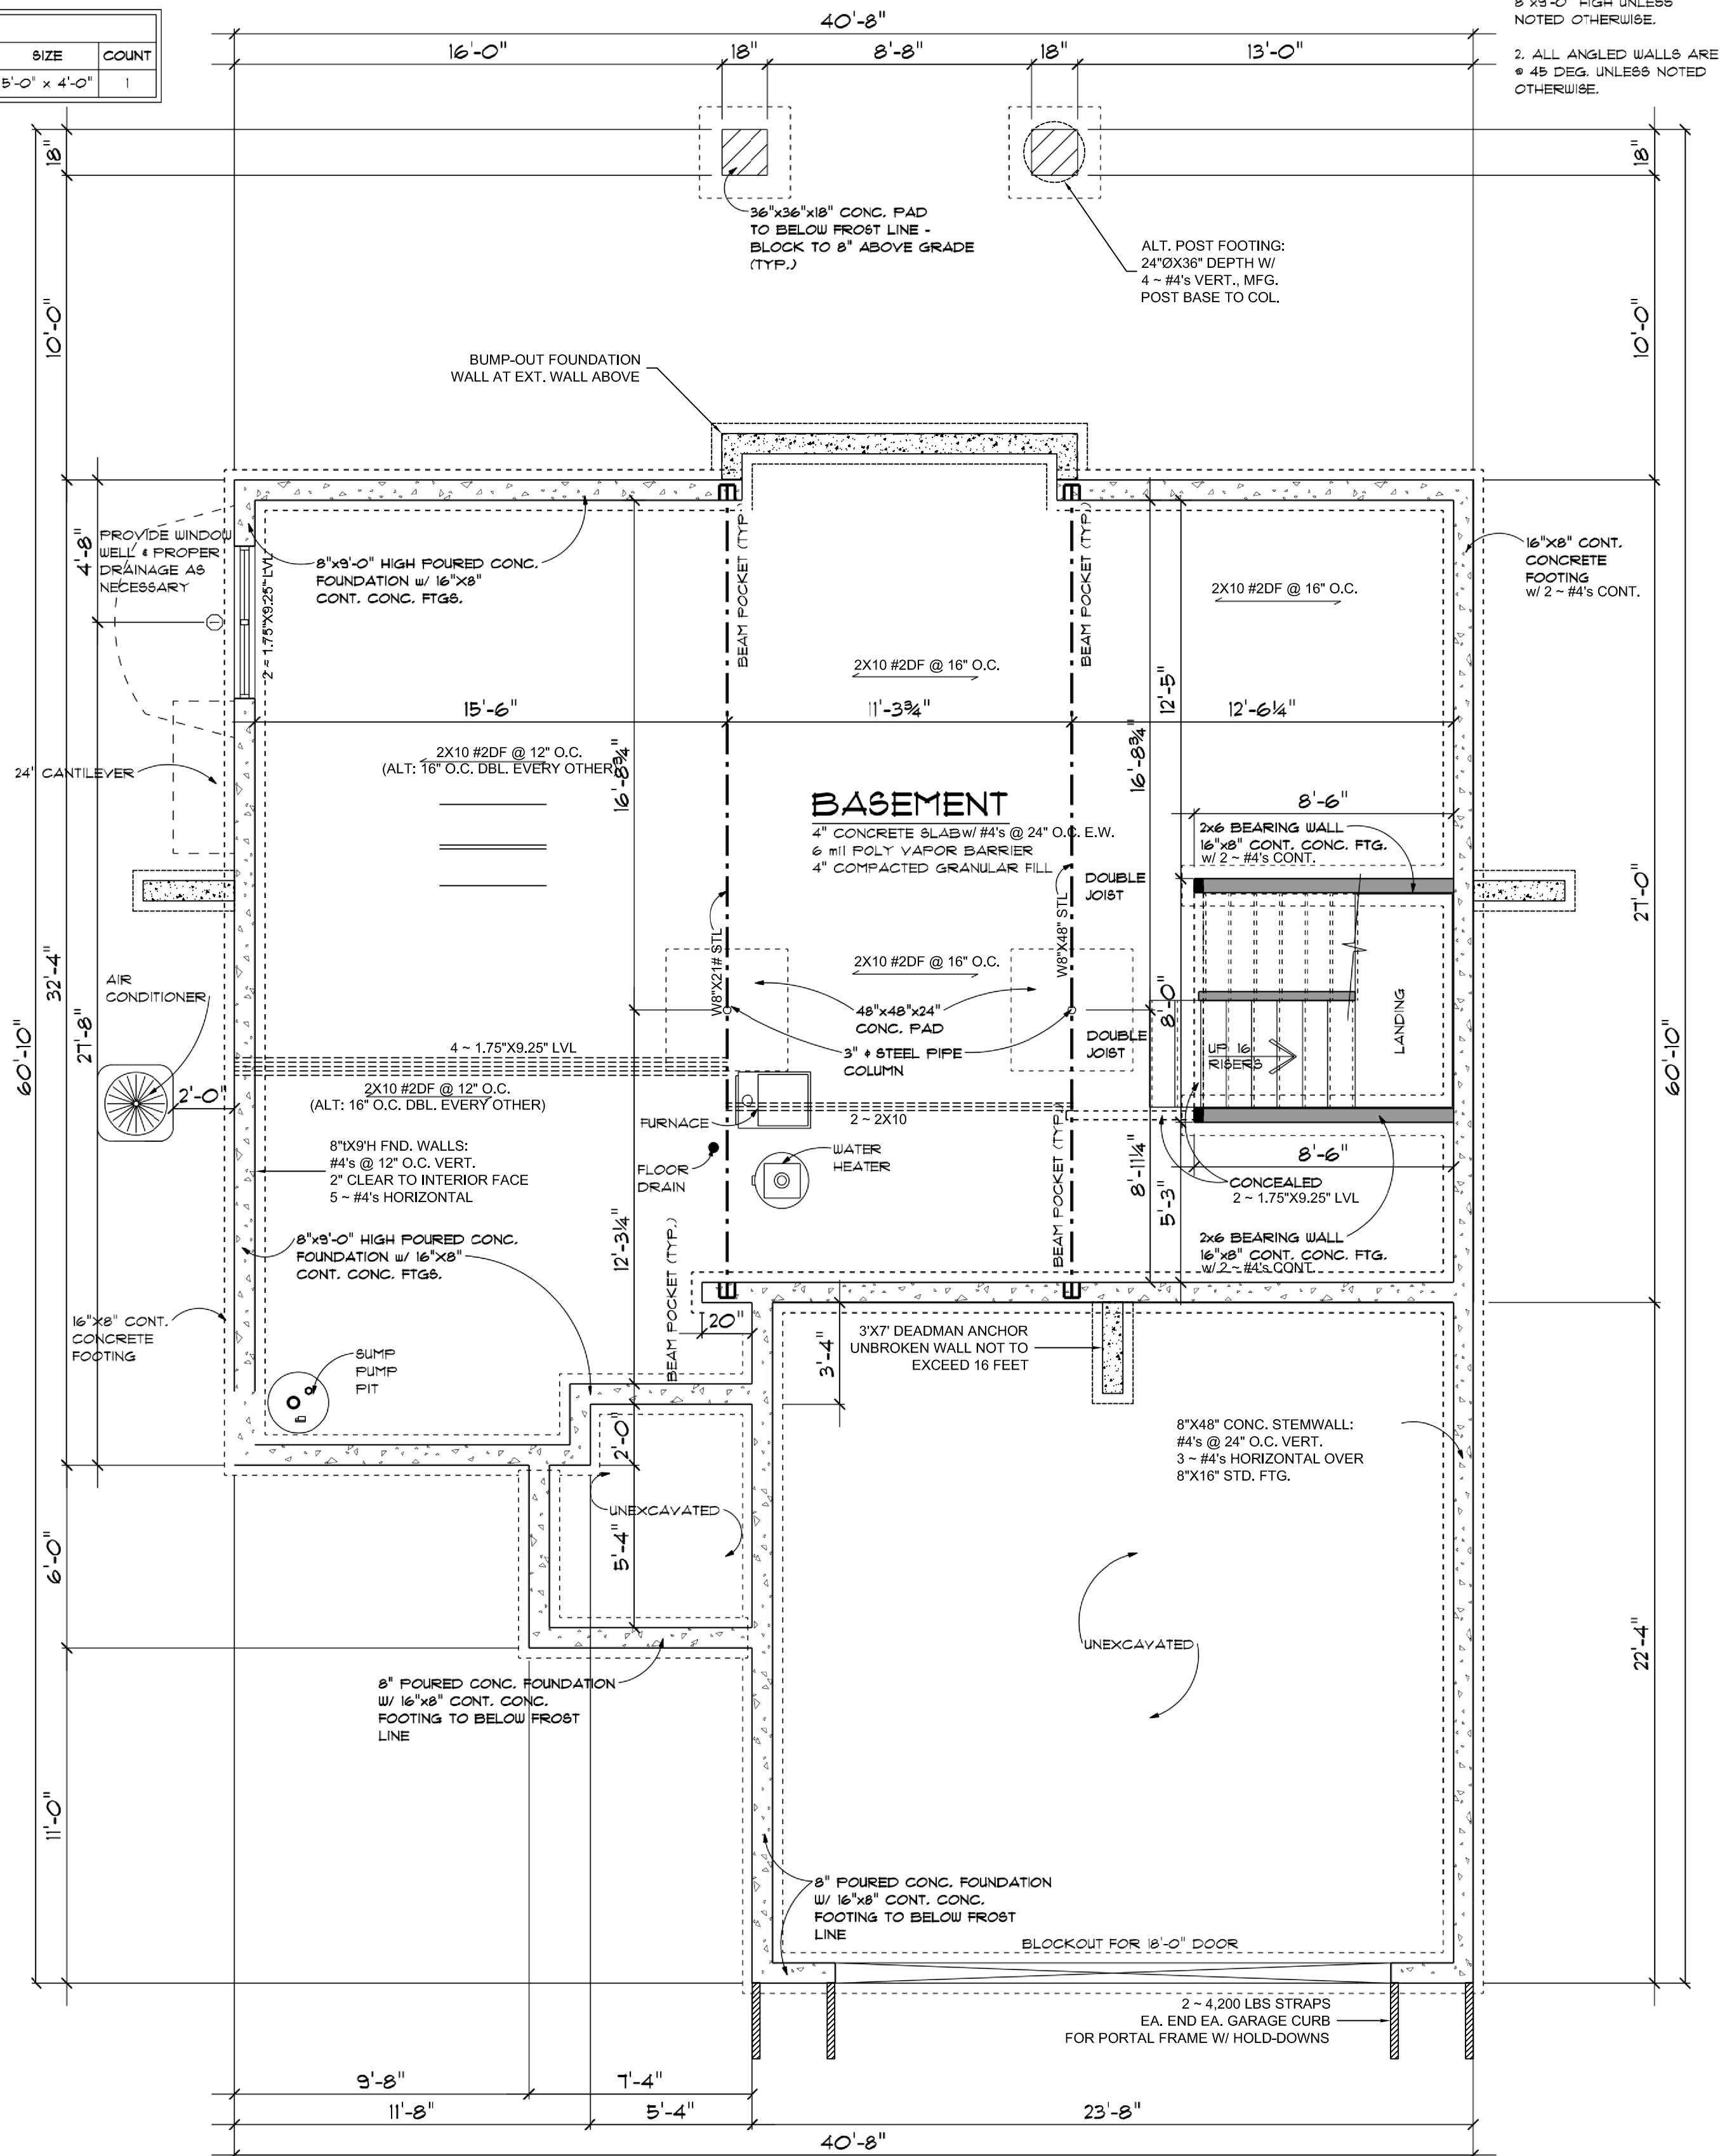 SIZE COUNT
5'-0" x 4'-0" 1
40'-8"
16'-0" 18" 8'-8" 18" 13'-0"
NOTED OTHERWISE.
2. ALL ANGLED WALLS ARE
@ 45 DEG. UNLESS NOTED
OTHERWISE.
18"
18"
36"x36"x18" CONC. PAD
TO BELOW FROST LINE -
BLOCK TO 8" ABOVE GRADE
(TYP.)
ALT. POST FOOTING:
24"ØX36" DEPTH W/
4 ~ #4's VERT., MFG.
POST BASE TO COL.
10'-0"
10'-0"
BUMP-OUT FOUNDATION
WALL AT EXT. WALL ABOVE
4'-8"
PROVIDE WINDOW
WELL & PROPER
DRAINAGE AS
NECESSARY
1
2 ~ 1.75"X9.25" LVL
8"x9'-0" HIGH POURED CONC.
FOUNDATION w/ 16"X8"
CONT. CONC. FTGS.
BEAM POCKET (TYP.)
BEAM POCKET (TYP.)
2X10 #2DF @ 16" O.C.
16"X8" CONT.
CONCRETE
FOOTING
w/ 2 ~ #4's CONT.
2X10 #2DF @ 16" O.C.
12'-5"
15'-6" 11'-3¾" 12'-6¼"
24" CANTILEVER
2X10 #2DF @ 12" O.C.
(ALT: 16" O.C. DBL. EVERY OTHER)
16'-8¾"
16'-8¾"
BASEMENT
4" CONCRETE SLAB w/ #4's @ 24" O.C. E.W.
6 mil POLY VAPOR BARRIER
4" COMPACTED GRANULAR FILL
8'-6"
2x6 BEARING WALL
16"x8" CONT. CONC. FTG.
w/ 2 ~ #4's CONT.
DOUBLE
JOIST
27'-0"
32'-4"
27'-8"
60'-10"
60'-10"
AIR
CONDITIONER
2'-0"
W8"X21# STL
W8"X48" STL
2X10 #2DF @ 16" O.C.
48"x48"x24"
CONC. PAD
3" ϕ STEEL PIPE
COLUMN
8'-0"
DOUBLE
JOIST
UP 16
RISERS
LANDING
4 ~ 1.75"X9.25" LVL
2X10 #2DF @ 12" O.C.
(ALT: 16" O.C. DBL. EVERY OTHER)
FURNACE
2 ~ 2X10
8"tX9'H FND. WALLS:
#4's @ 12" O.C. VERT.
2" CLEAR TO INTERIOR FACE
5 ~ #4's HORIZONTAL
FLOOR
DRAIN
WATER
HEATER
BEAM POCKET (TYP.)
8'-11¼"
5'-3"
8'-6"
CONCEALED
2 ~ 1.75"X9.25" LVL
2x6 BEARING WALL
16"x8" CONT. CONC. FTG.
w/ 2 ~ #4's CONT.
8"x9'-0" HIGH POURED CONC.
FOUNDATION w/ 16"X8"
CONT. CONC. FTGS.
12'-3¼"
BEAM POCKET (TYP.)
16"X8" CONT.
CONCRETE
FOOTING
20"
SUMP
PUMP
PIT
3'-4"
3'X7' DEADMAN ANCHOR
UNBROKEN WALL NOT TO
EXCEED 16 FEET
8"X48" CONC. STEMWALL:
#4's @ 24" O.C. VERT.
3 ~ #4's HORIZONTAL OVER
8"X16" STD. FTG.
2'-0"
UNEXCAVATED
5'-4"
6'-0"
UNEXCAVATED
22'-4"
8" POURED CONC. FOUNDATION
W/ 16"x8" CONT. CONC.
FOOTING TO BELOW FROST
LINE
11'-0"
8" POURED CONC. FOUNDATION
W/ 16"x8" CONT. CONC.
FOOTING TO BELOW FROST
LINE
BLOCKOUT FOR 18'-0" DOOR
2 ~ 4,200 LBS STRAPS
EA. END EA. GARAGE CURB
FOR PORTAL FRAME W/ HOLD-DOWNS
9'-8" 7'-4"
11'-8" 5'-4" 23'-8"
40'-8"